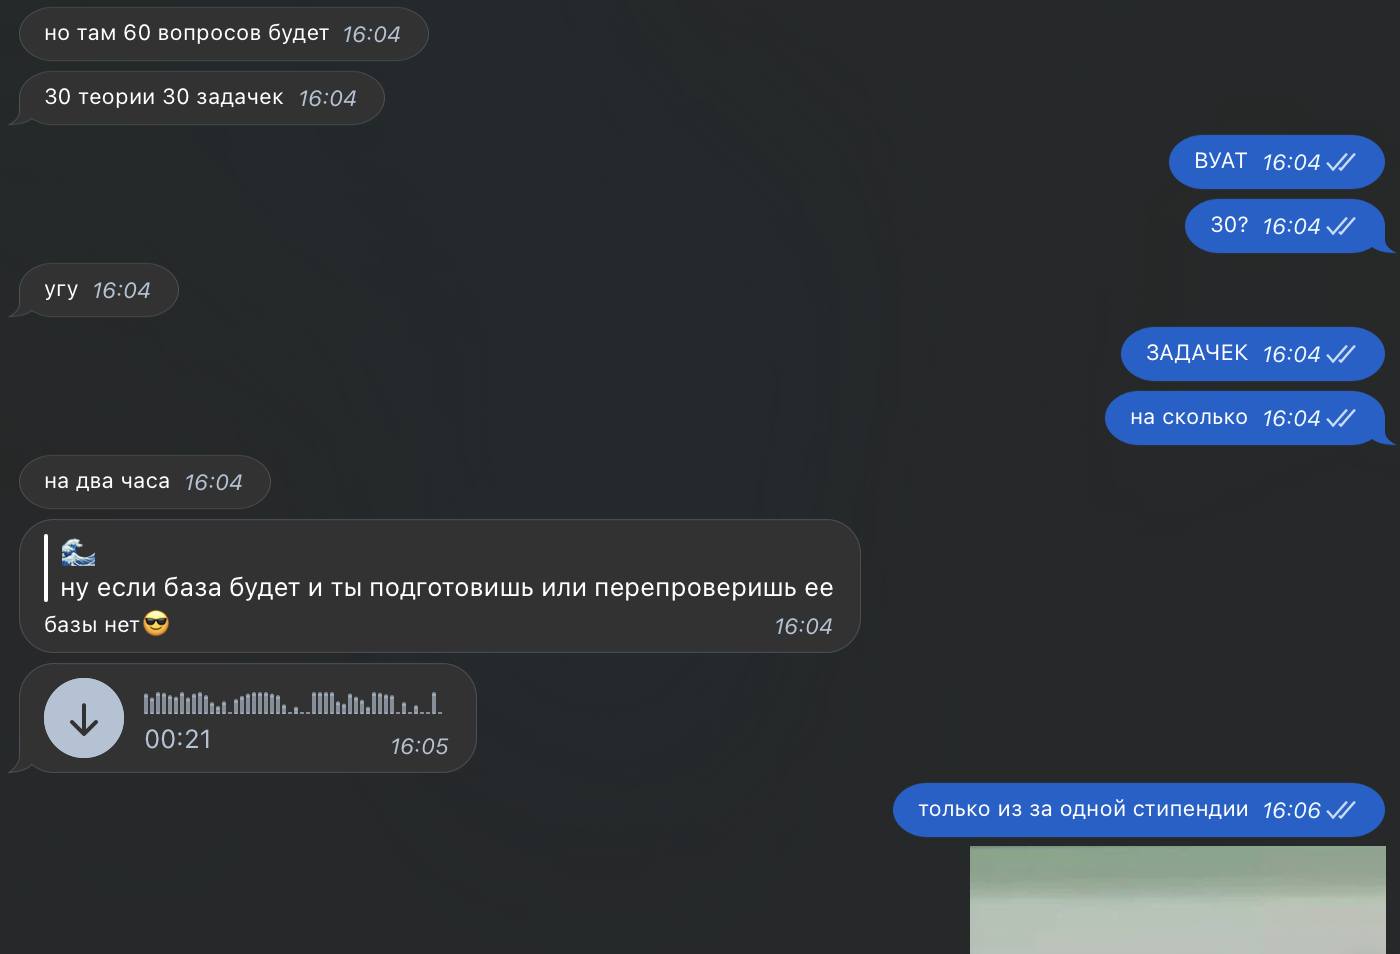 но там 60 вопросов будет 16:04
30 теории 30 задачек 16:04
ВУАТ 16:04
30? 16:04
угу 16:04
ЗАДАЧЕК 16:04
на сколько 16:04
на два часа 16:04
🌊
ну если база будет и ты подготовишь или перепроверишь ее
базы нет😎 16:04
00:21 16:05
только из за одной стипендии 16:06